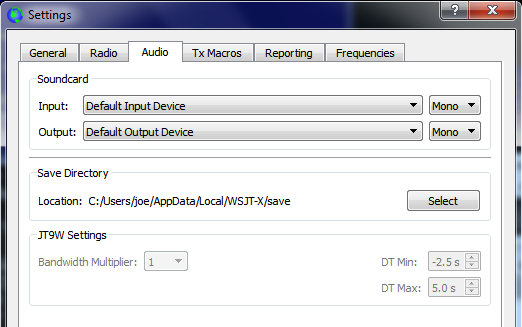 Settings
General Radio Audio Tx Macros Reporting Frequencies
Soundcard
Input: Default Input Device Mono
Output: Default Output Device Mono
Save Directory
Location: C:/Users/joe/AppData/Local/WSJT-X/save Select
JT9W Settings
Bandwidth Multiplier: 1 DT Min: -2.5 s
DT Max: 5.0 s